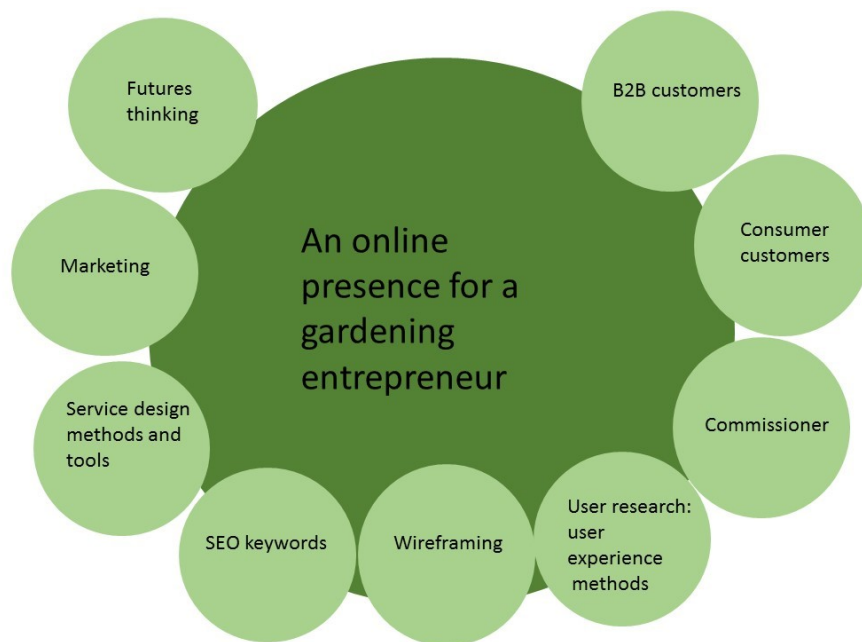 Futures
thinking
B2B customers
Marketing
An online
presence for a
gardening
entrepreneur
Consumer
customers
Service design
methods and
tools
Commissioner
SEO keywords
Wireframing
User research:
user
experience
methods